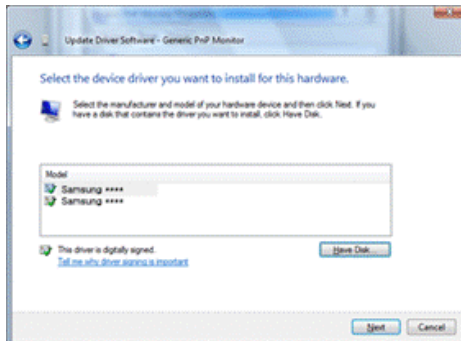 Update Driver Software - Generic PnP Monitor
Select the device driver you want to install for this hardware.
Select the manufacturer and model of your hardware device and then click Next. If you
have a disk that contains the driver you want to install, click Have Disk.
Model
Samsung ****
Samsung ****
This driver is digitally signed.
Have Disk...
Tell me why driver signing is important
Next
Cancel